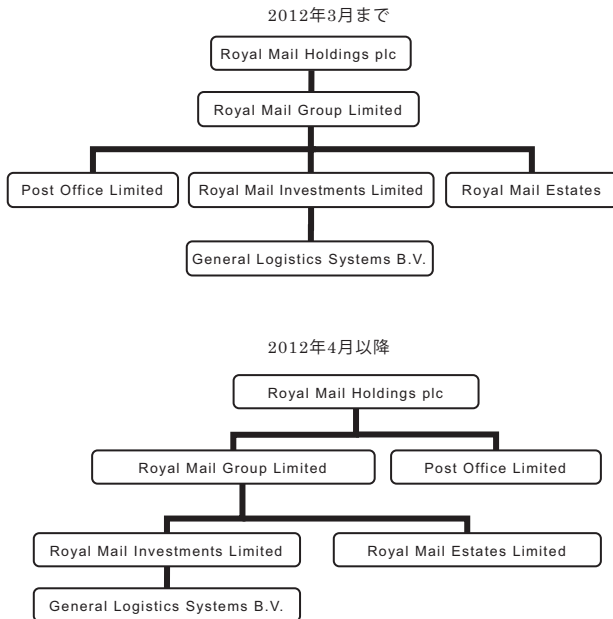 2012年3月まで
Royal Mail Holdings plc
Royal Mail Group Limited
Post Office Limited
Royal Mail Investments Limited
Royal Mail Estates
General Logistics Systems B.V.
2012年4月以降
Royal Mail Holdings plc
Royal Mail Group Limited
Post Office Limited
Royal Mail Investments Limited
Royal Mail Estates Limited
General Logistics Systems B.V.